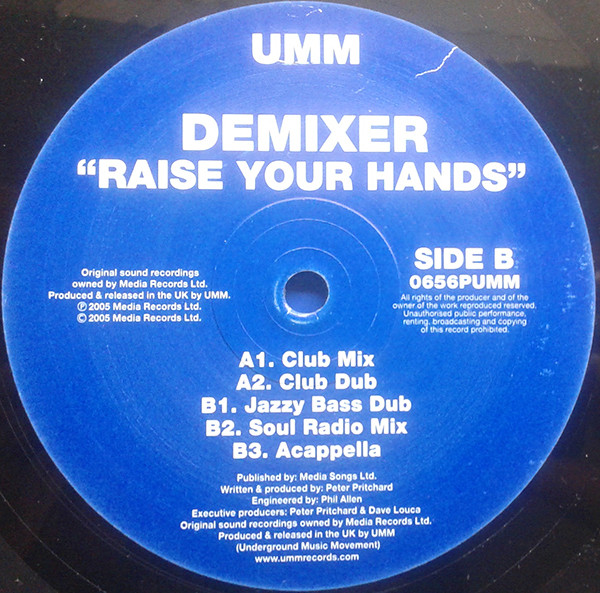 UMM
DEMIXER
“RAISE YOUR HANDS”
Original sound recordings
owned by Media Records Ltd.
Produced & released in the UK by UMM.
℗ 2005 Media Records Ltd.
© 2005 Media Records Ltd.
SIDE B
0656PUMM
All rights of the producer and of the
owner of the work reproduced reserved.
Unauthorised public performance,
renting, broadcasting and copying
of this record prohibited.
A1. Club Mix
A2. Club Dub
B1. Jazzy Bass Dub
B2. Soul Radio Mix
B3. Acappella
Published by: Media Songs Ltd.
Written & produced by: Peter Pritchard
Engineered by: Phil Allen
Executive producers: Peter Pritchard & Dave Louca
Original sound recordings owned by Media Records Ltd.
Produced & released in the UK by UMM
(Underground Music Movement)
www.ummrecords.com